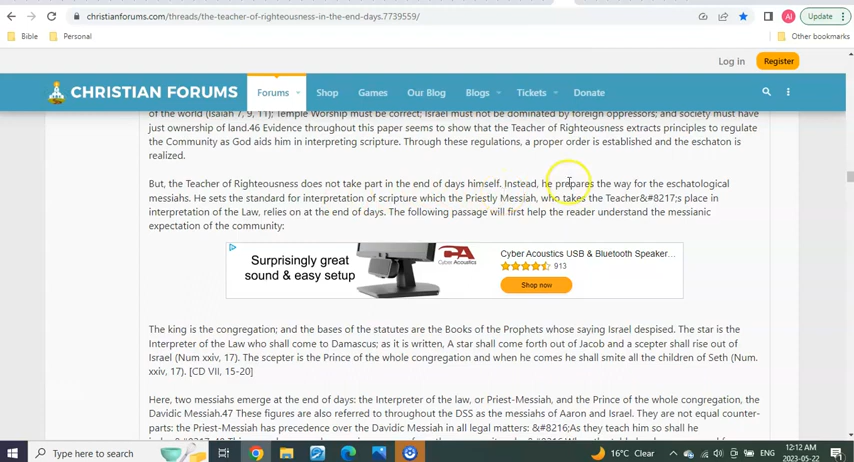 christianforums.com/threads/the-teacher-of-righteousness-in-the-end-days.7739559/
AI
Update
Bible
Personal
Other bookmarks
Log in
Register
CHRISTIAN FORUMS
Forums
Shop
Games
Our Blog
Blogs
Tickets
Donate
of the world (Isaiah 7, 9, 11); Temple Worship must be correct; Israel must not be dominated by foreign oppressors; and society must
have just ownership of land.46 Evidence throughout this paper seems to show that the Teacher of Righteousness extracts principles to regulate
the Community as God aids him in interpreting scripture. Through these regulations, a proper order is established and the eschaton is
realized.
But, the Teacher of Righteousness does not take part in the end of days himself. Instead, he prepares the way for the eschatological
messiahs. He sets the standard for interpretation of scripture which the Priestly Messiah, who takes the Teacher&#8217;s place in
interpretation of the Law, relies on at the end of days. The following passage will first help the reader understand the messianic
expectation of the community:
Surprisingly great
sound & easy setup
CA
Cyber Acoustics
Cyber Acoustics USB & Bluetooth Speaker...
913
Shop now
The king is the congregation; and the bases of the statutes are the Books of the Prophets whose saying Israel despised. The star is the
Interpreter of the Law who shall come to Damascus; as it is written, A star shall come forth out of Jacob and a scepter shall rise out of
Israel (Num xxiv, 17). The scepter is the Prince of the whole congregation and when he comes he shall smite all the children of Seth (Num.
xxiv, 17). [CD VII, 15-20]
Here, two messiahs emerge at the end of days: the Interpreter of the law, or Priest-Messiah, and the Prince of the whole congregation, the
Davidic Messiah.47 These figures are also referred to throughout the DSS as the messiahs of Aaron and Israel. They are not equal counter-
parts: the Priest-Messiah has precedence over the Davidic Messiah in all legal matters: &#8216;As they teach him so shall he
Type here to search
16°C Clear
ENG
12:12 AM
2023-05-22